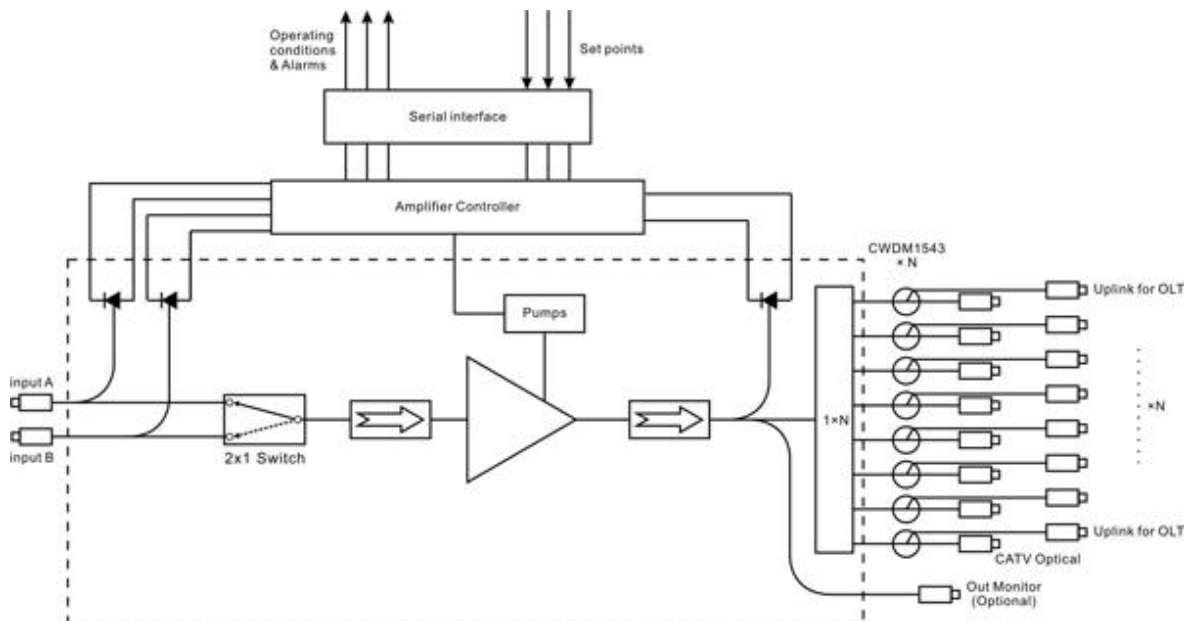 Operating
conditions
& Alarms
Set points
Serial interface
Amplifier Controller
CWDM1543
× N
Uplink for OLT
Pumps
input A
1×N
×N
input B
2x1 Switch
Uplink for OLT
CATV Optical
Out Monitor
(Optional)